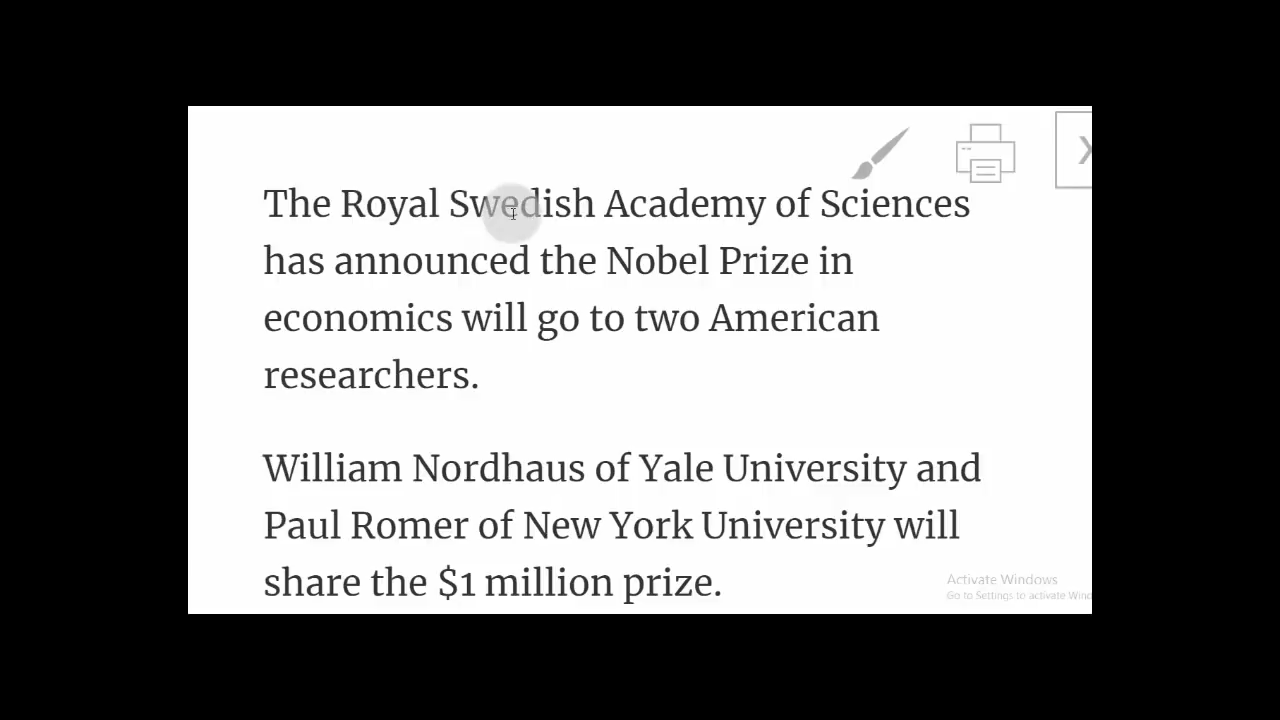 The Royal Swedish Academy of Sciences
has announced the Nobel Prize in
economics will go to two American
researchers.
William Nordhaus of Yale University and
Paul Romer of New York University will
share the $1 million prize.
Activate Windows
Go to Settings to activate Wind